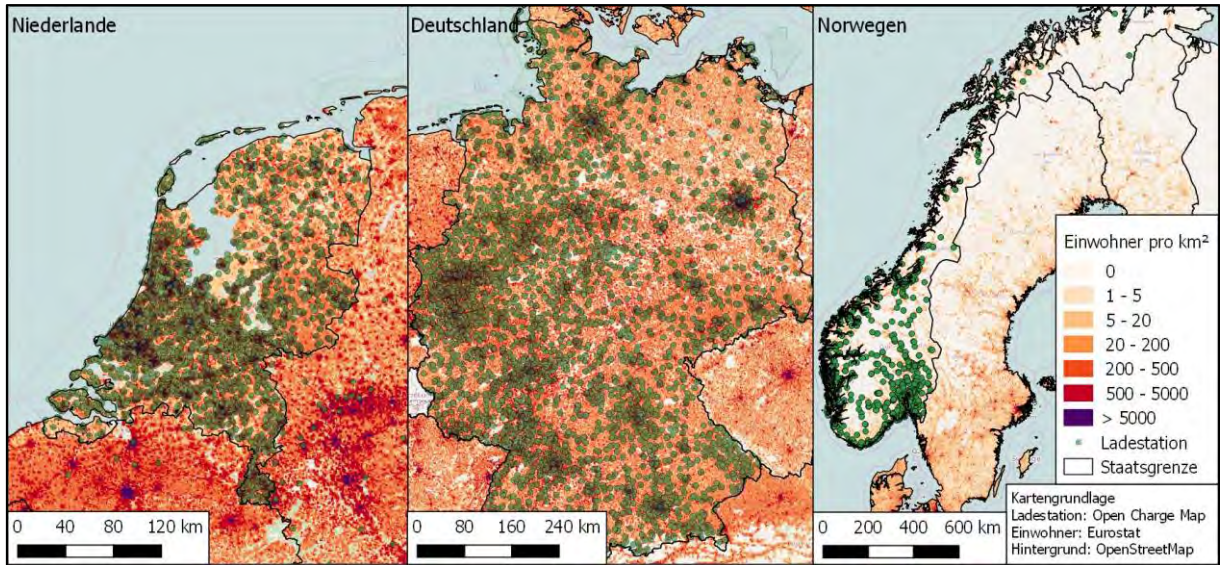 Niederlande
0 40 80 120 km
Deutschland
0 80 160 240 km
Norwegen
0 200 400 600 km
Einwohner pro km²
0
1 - 5
5 - 20
20 - 200
200 - 500
500 - 5000
> 5000
Ladestation
Staatsgrenze
Kartengrundlage
Ladestation: Open Charge Map
Einwohner: Eurostat
Hintergrund: OpenStreetMap